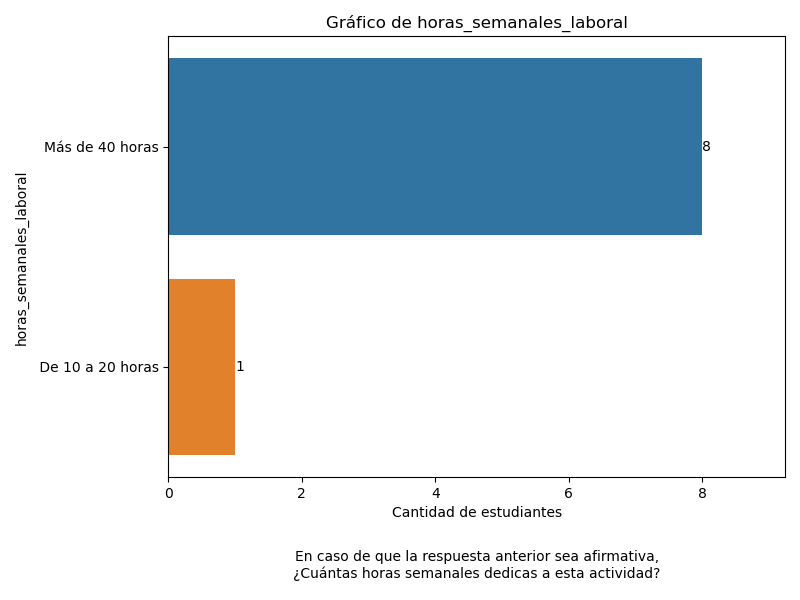 Gráfico de horas_semanales_laboral
Más de 40 horas
8
horas_semanales_laboral
De 10 a 20 horas
1
0 2 4 6 8
Cantidad de estudiantes
En caso de que la respuesta anterior sea afirmativa,
¿Cuántas horas semanales dedicas a esta actividad?